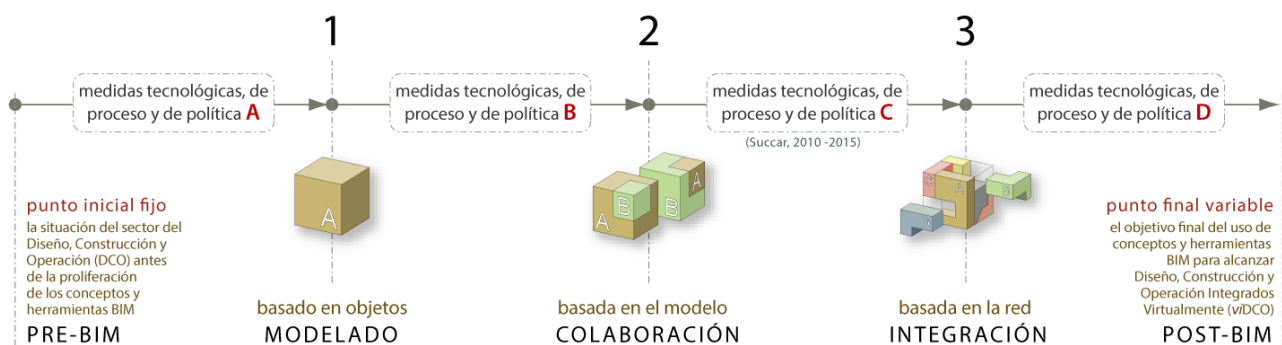 1
2
3
medidas tecnológicas, de
proceso y de política A
medidas tecnológicas, de
proceso y de política B
medidas tecnológicas, de
proceso y de política C
(Succar, 2010 -2015)
medidas tecnológicas, de
proceso y de política D
punto inicial fijo
la situación del sector del
Diseño, Construcción y
Operación (DCO) antes
de la proliferación
de los conceptos y
herramientas BIM
PRE-BIM
A
basado en objetos
MODELADO
A
B
B
A
basada en el modelo
COLABORACIÓN
A
basada en la red
INTEGRACIÓN
punto final variable
el objetivo final del uso de
conceptos y herramientas
BIM para alcanzar
Diseño, Construcción y
Operación Integrados
Virtualmente (viDCO)
POST-BIM